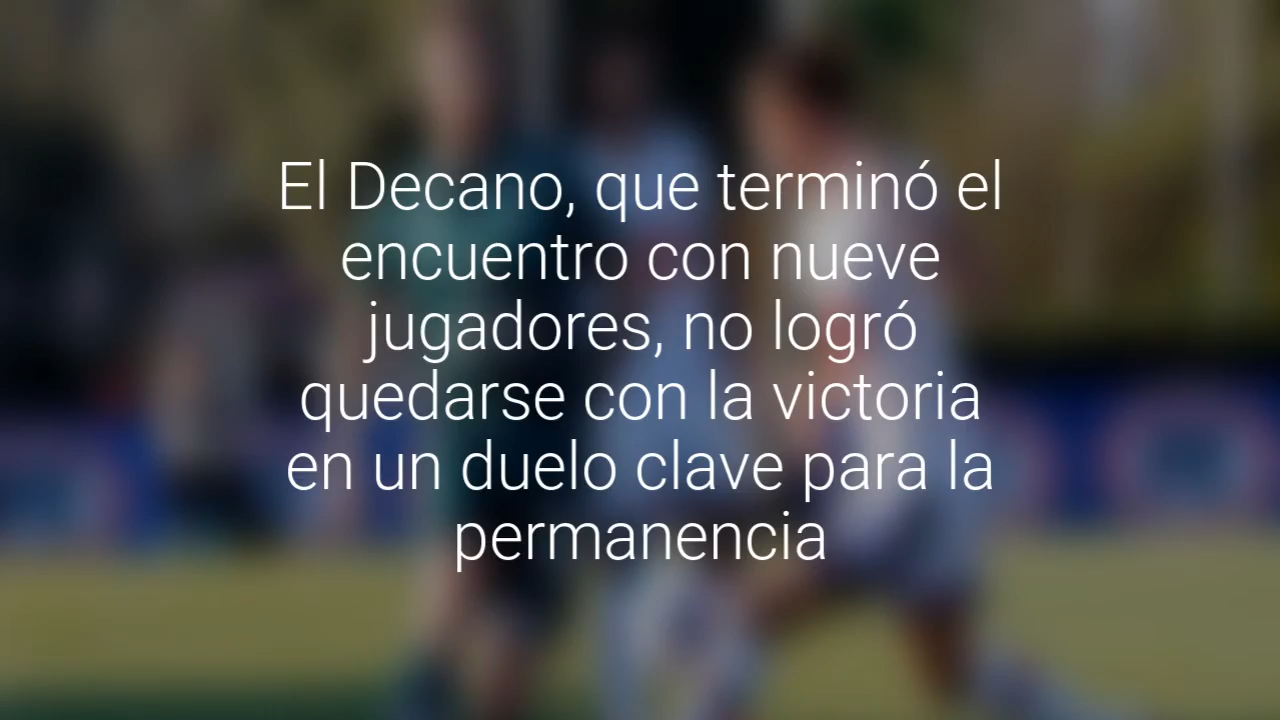 El Decano, que terminó el
encuentro con nueve
jugadores, no logró
quedarse con la victoria
en un duelo clave para la
permanencia